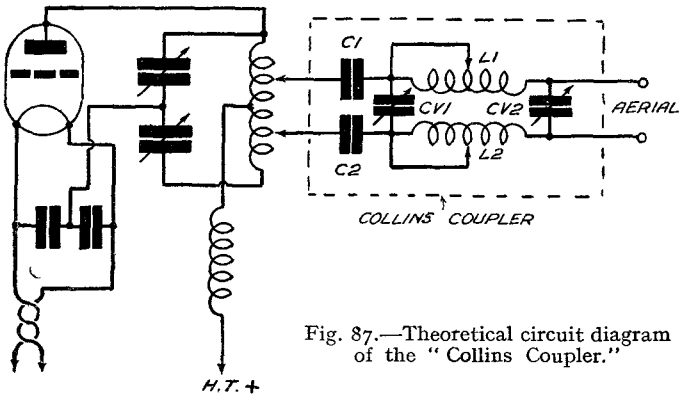 C1
L1
CV1
CV2
AERIAL
C2
L2
COLLINS COUPLER
Fig. 87.—Theoretical circuit diagram
of the “ Collins Coupler.”
H.T. +